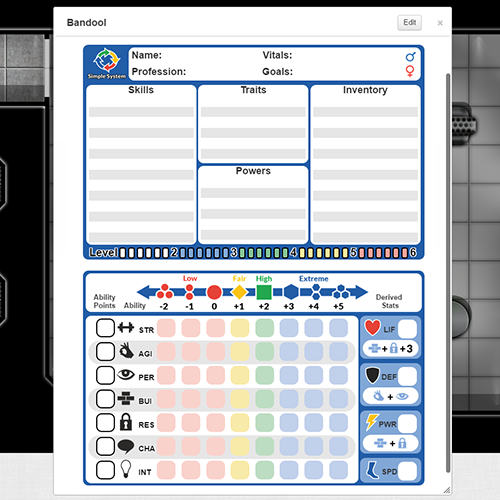 Bandool
Edit
×
Name: Vitals:
Profession: Goals:
Simple System
Skills Traits Inventory
Powers
Level 2 3 4 5 6
Low Fair High Extreme
Ability Points Ability -2 -1 0 +1 +2 +3 +4 +5 Derived Stats
STR LIF
AGI + +3
PER DEF
BUI +
RES PWR
CHA +
INT SPD